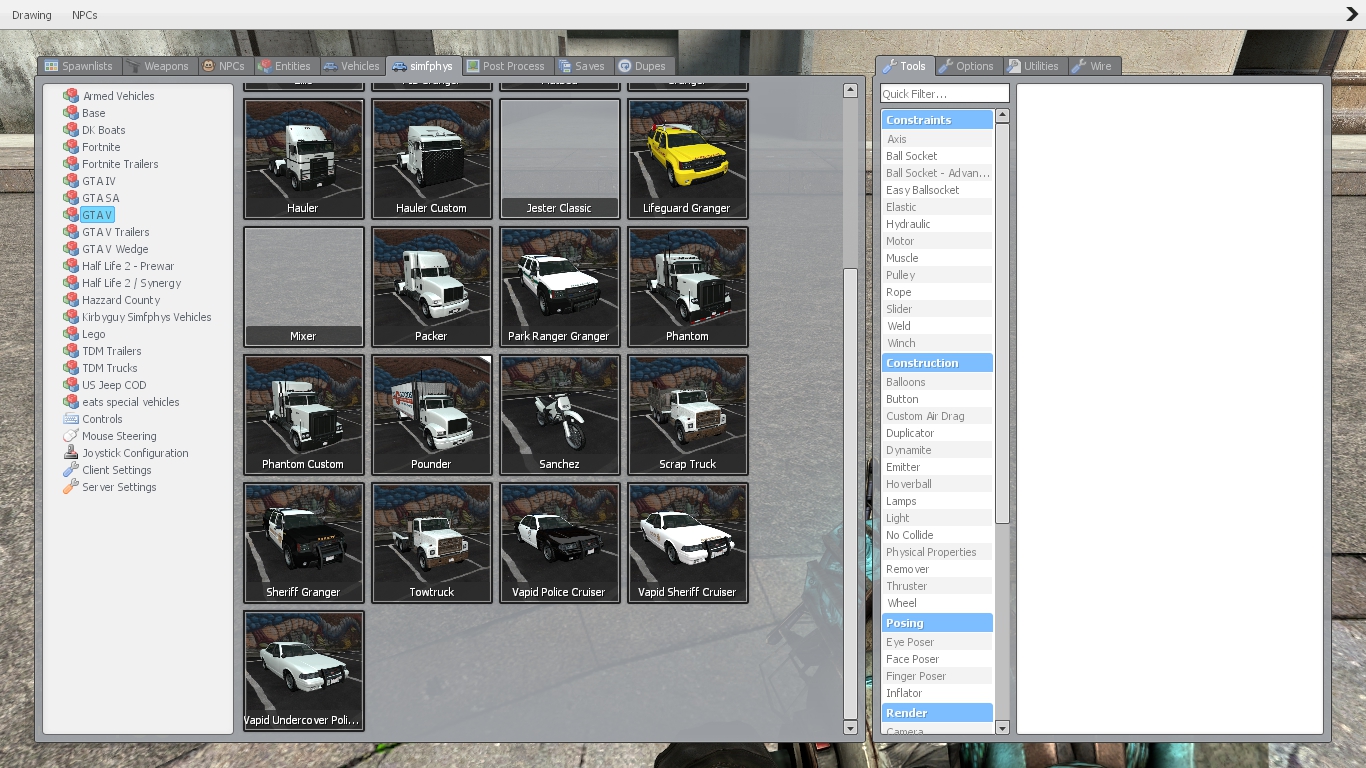 Drawing NPCs
Spawnlists Weapons NPCs Entities Vehicles simfphys Post Process Saves Dupes
Armed Vehicles
Base
DK Boats
Fortnite
Fortnite Trailers
GTA IV
GTA SA
GTA V
GTA V Trailers
GTA V Wedge
Half Life 2 - Prewar
Half Life 2 / Synergy
Hazzard County
Kirbyguy Simfphys Vehicles
Lego
TDM Trailers
TDM Trucks
US Jeep COD
eats special vehicles
Controls
Mouse Steering
Joystick Configuration
Client Settings
Server Settings
Hauler Hauler Custom Jester Classic Lifeguard Granger
Mixer Packer Park Ranger Granger Phantom
Phantom Custom Pounder Sanchez Scrap Truck
Sheriff Granger Towtruck Vapid Police Cruiser Vapid Sheriff Cruiser
Vapid Undercover Poli...
Tools Options Utilities Wire
Quick Filter...
Constraints
Axis
Ball Socket
Ball Socket - Advan...
Easy Ballsocket
Elastic
Hydraulic
Motor
Muscle
Pulley
Rope
Slider
Weld
Winch
Construction
Balloons
Button
Custom Air Drag
Duplicator
Dynamite
Emitter
Hoverball
Lamps
Light
No Collide
Physical Properties
Remover
Thruster
Wheel
Posing
Eye Poser
Face Poser
Finger Poser
Inflator
Render
Camera